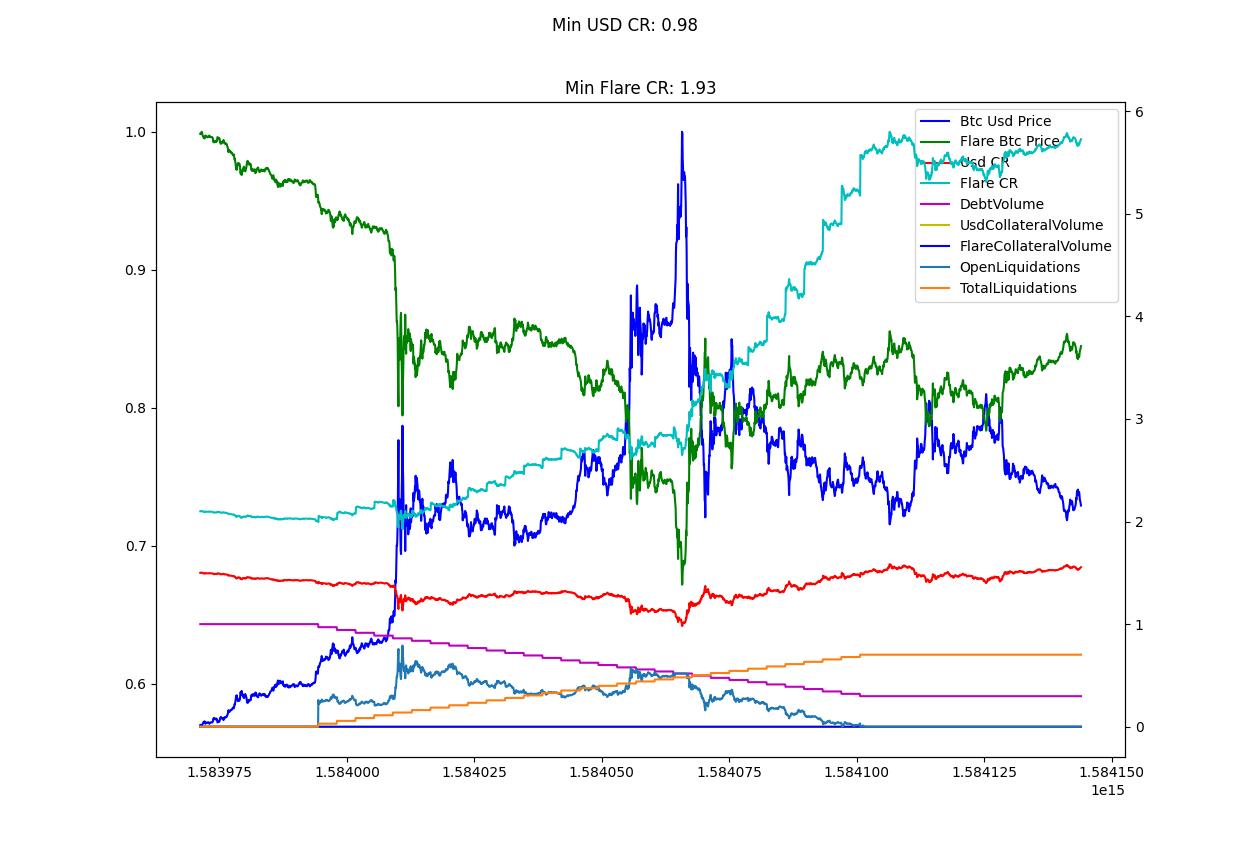 Min USD CR: 0.98
Min Flare CR: 1.93
1.0
0.9
0.8
0.7
0.6
6
5
4
3
2
1
0
Btc Usd Price
Flare Btc Price
Usd CR
Flare CR
DebtVolume
UsdCollateralVolume
FlareCollateralVolume
OpenLiquidations
TotalLiquidations
1.583975
1.584000
1.584025
1.584050
1.584075
1.584100
1.584125
1.584150
1e15